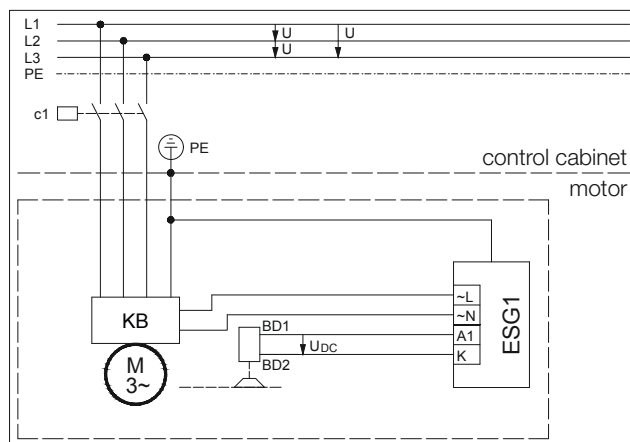 L1
U
L2
U
L3
PE
c1
PE
control cabinet
motor
~L
~N
KB
BD1
A1
ESG1
UDC
K
BD2
M
3~